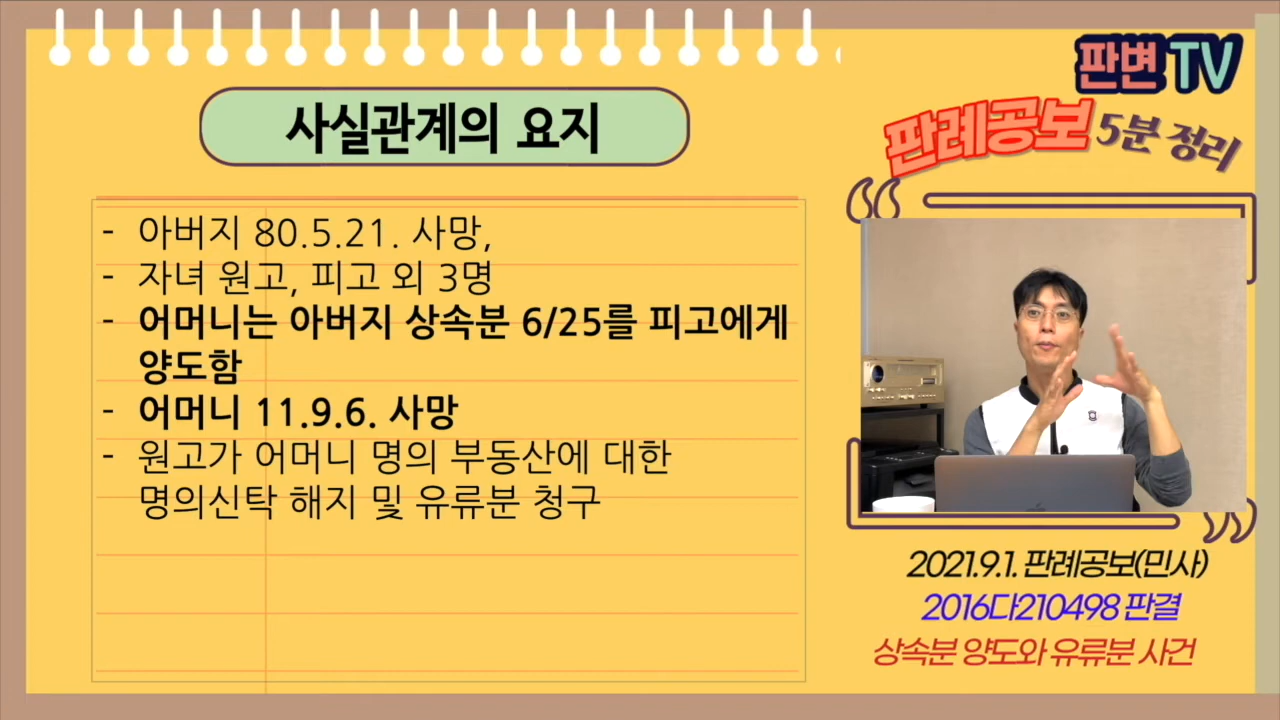 판변TV
판례공보 5분 정리
사실관계의 요지
- 아버지 80.5.21. 사망,
- 자녀 원고, 피고 외 3명
- 어머니는 아버지 상속분 6/25를 피고에게
양도함
- 어머니 11.9.6. 사망
- 원고가 어머니 명의 부동산에 대한
명의신탁 해지 및 유류분 청구
2021.9.1. 판례공보(민사)
2016다210498 판결
상속분 양도와 유류분 사건